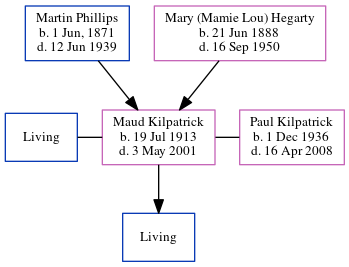 Martin Phillips
b. 1 Jun, 1871
d. 12 Jun 1939
Mary (Mamie Lou) Hegarty
b. 21 Jun 1888
d. 16 Sep 1950
Living
Maud Kilpatrick
b. 19 Jul 1913
d. 3 May 2001
Paul Kilpatrick
b. 1 Dec 1936
d. 16 Apr 2008
Living